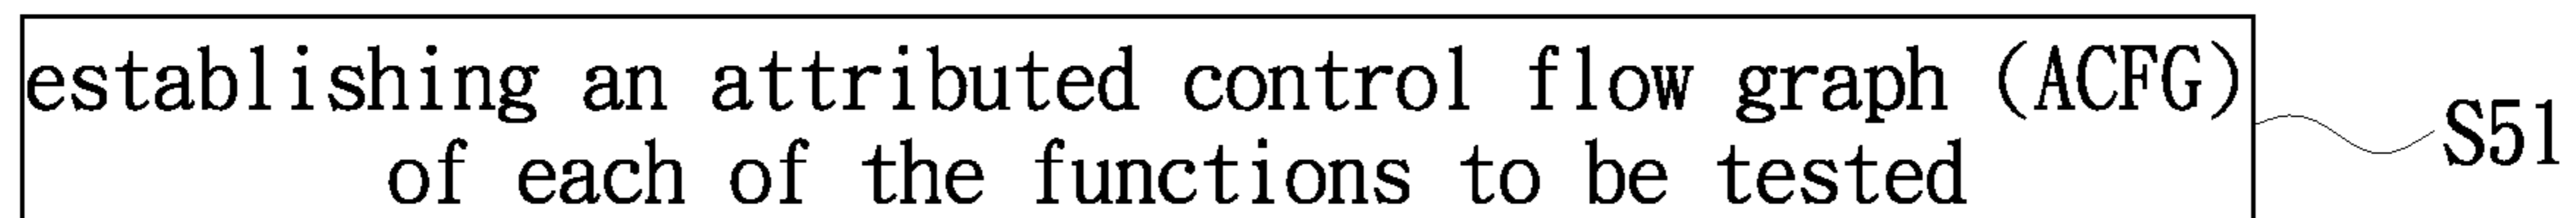 establishing an attributed control flow graph (ACFG)
of each of the functions to be tested
S51